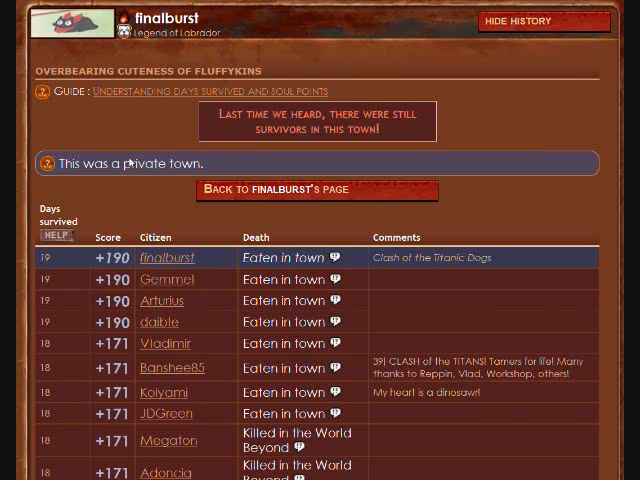 finalburst
Legend of Labrador
HIDE HISTORY
OVERBEARING CUTENESS OF FLUFFYKINS
GUIDE : UNDERSTANDING DAYS SURVIVED AND SOUL POINTS
LAST TIME WE HEARD, THERE WERE STILL
SURVIVORS IN THIS TOWN!
This was a private town.
BACK TO FINALBURST'S PAGE
Days
survived
HELP Score Citizen Death Comments
19 +190 finalburst Eaten in town Clash of the Titanic Dogs
19 +190 Gemmel Eaten in town
19 +190 Arturius Eaten in town
19 +190 daible Eaten in town
18 +171 Vladimir Eaten in town
18 +171 Banshee85 Eaten in town 39| CLASH of the TITANS! Tamers for life! Many
thanks to Reppin, Vlad, Workshop, others!
18 +171 Koiyami Eaten in town My heart is a dinosawr!
18 +171 JDGreen Eaten in town
18 +171 Megaton Killed in the World
Beyond
18 +171 Adoncia Killed in the World
Beyond